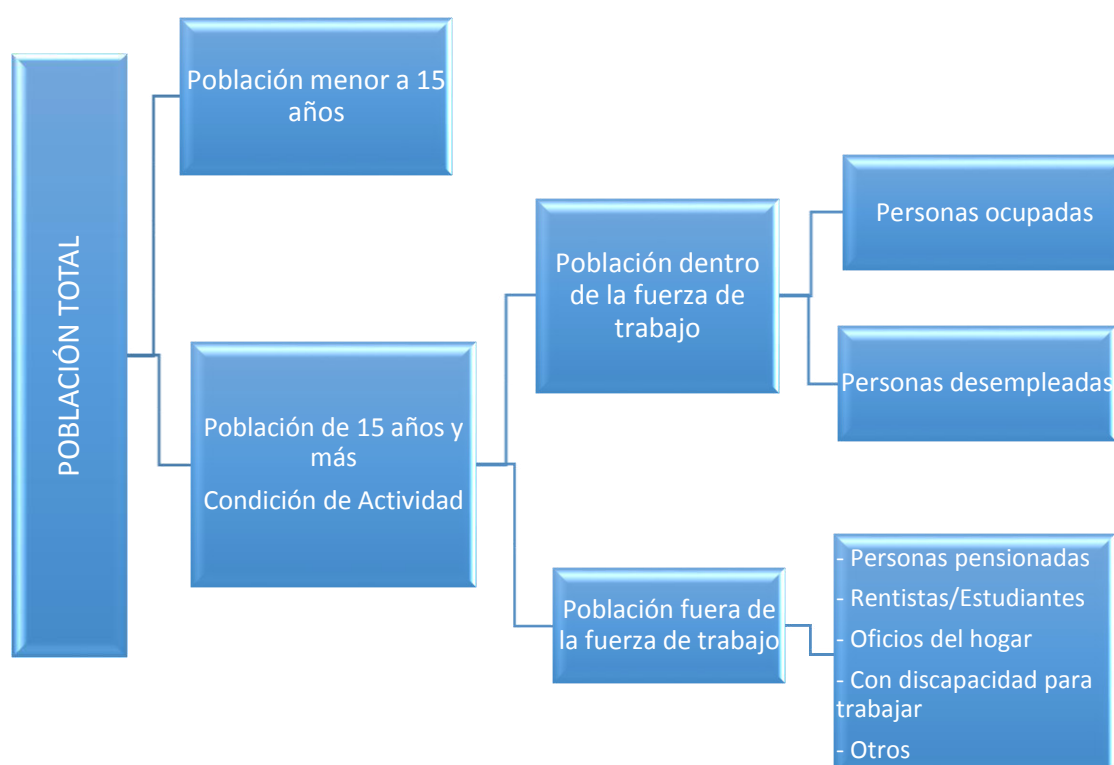 POBLACIÓN TOTAL
Población menor a 15
años
Población de 15 años y
más
Condición de Actividad
Población dentro
de la fuerza de
trabajo
Personas ocupadas
Personas desempleadas
Población fuera de
la fuerza de trabajo
- Personas pensionadas
- Rentistas/Estudiantes
- Oficios del hogar
- Con discapacidad para
trabajar
- Otros